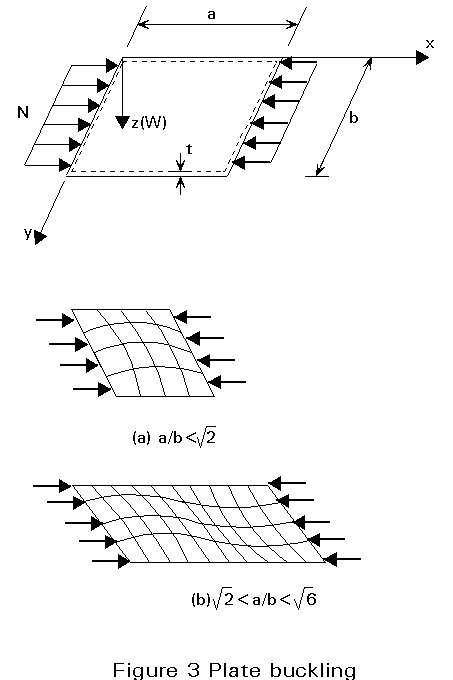 a
x
N
z(W)
b
t
y
(a) a/b<√2
(b)√2<a/b<√6
Figure 3 Plate buckling